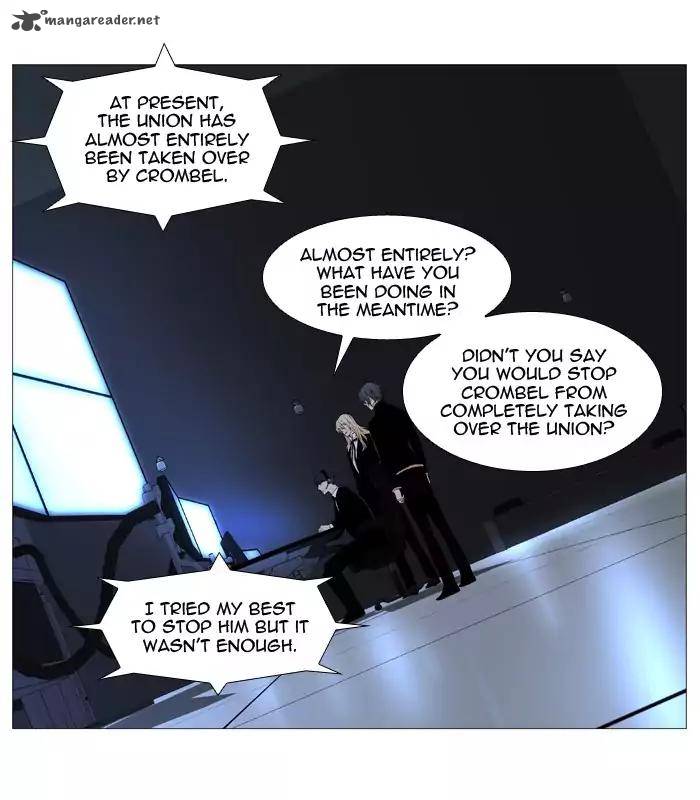 mangareader.net
AT PRESENT,
THE UNION HAS
ALMOST ENTIRELY
BEEN TAKEN OVER
BY CROMBEL.
ALMOST ENTIRELY?
WHAT HAVE YOU
BEEN DOING IN
THE MEANTIME?
DIDN'T YOU SAY
YOU WOULD STOP
CROMBEL FROM
COMPLETELY TAKING
OVER THE UNION?
I TRIED MY BEST
TO STOP HIM BUT IT
WASN'T ENOUGH.